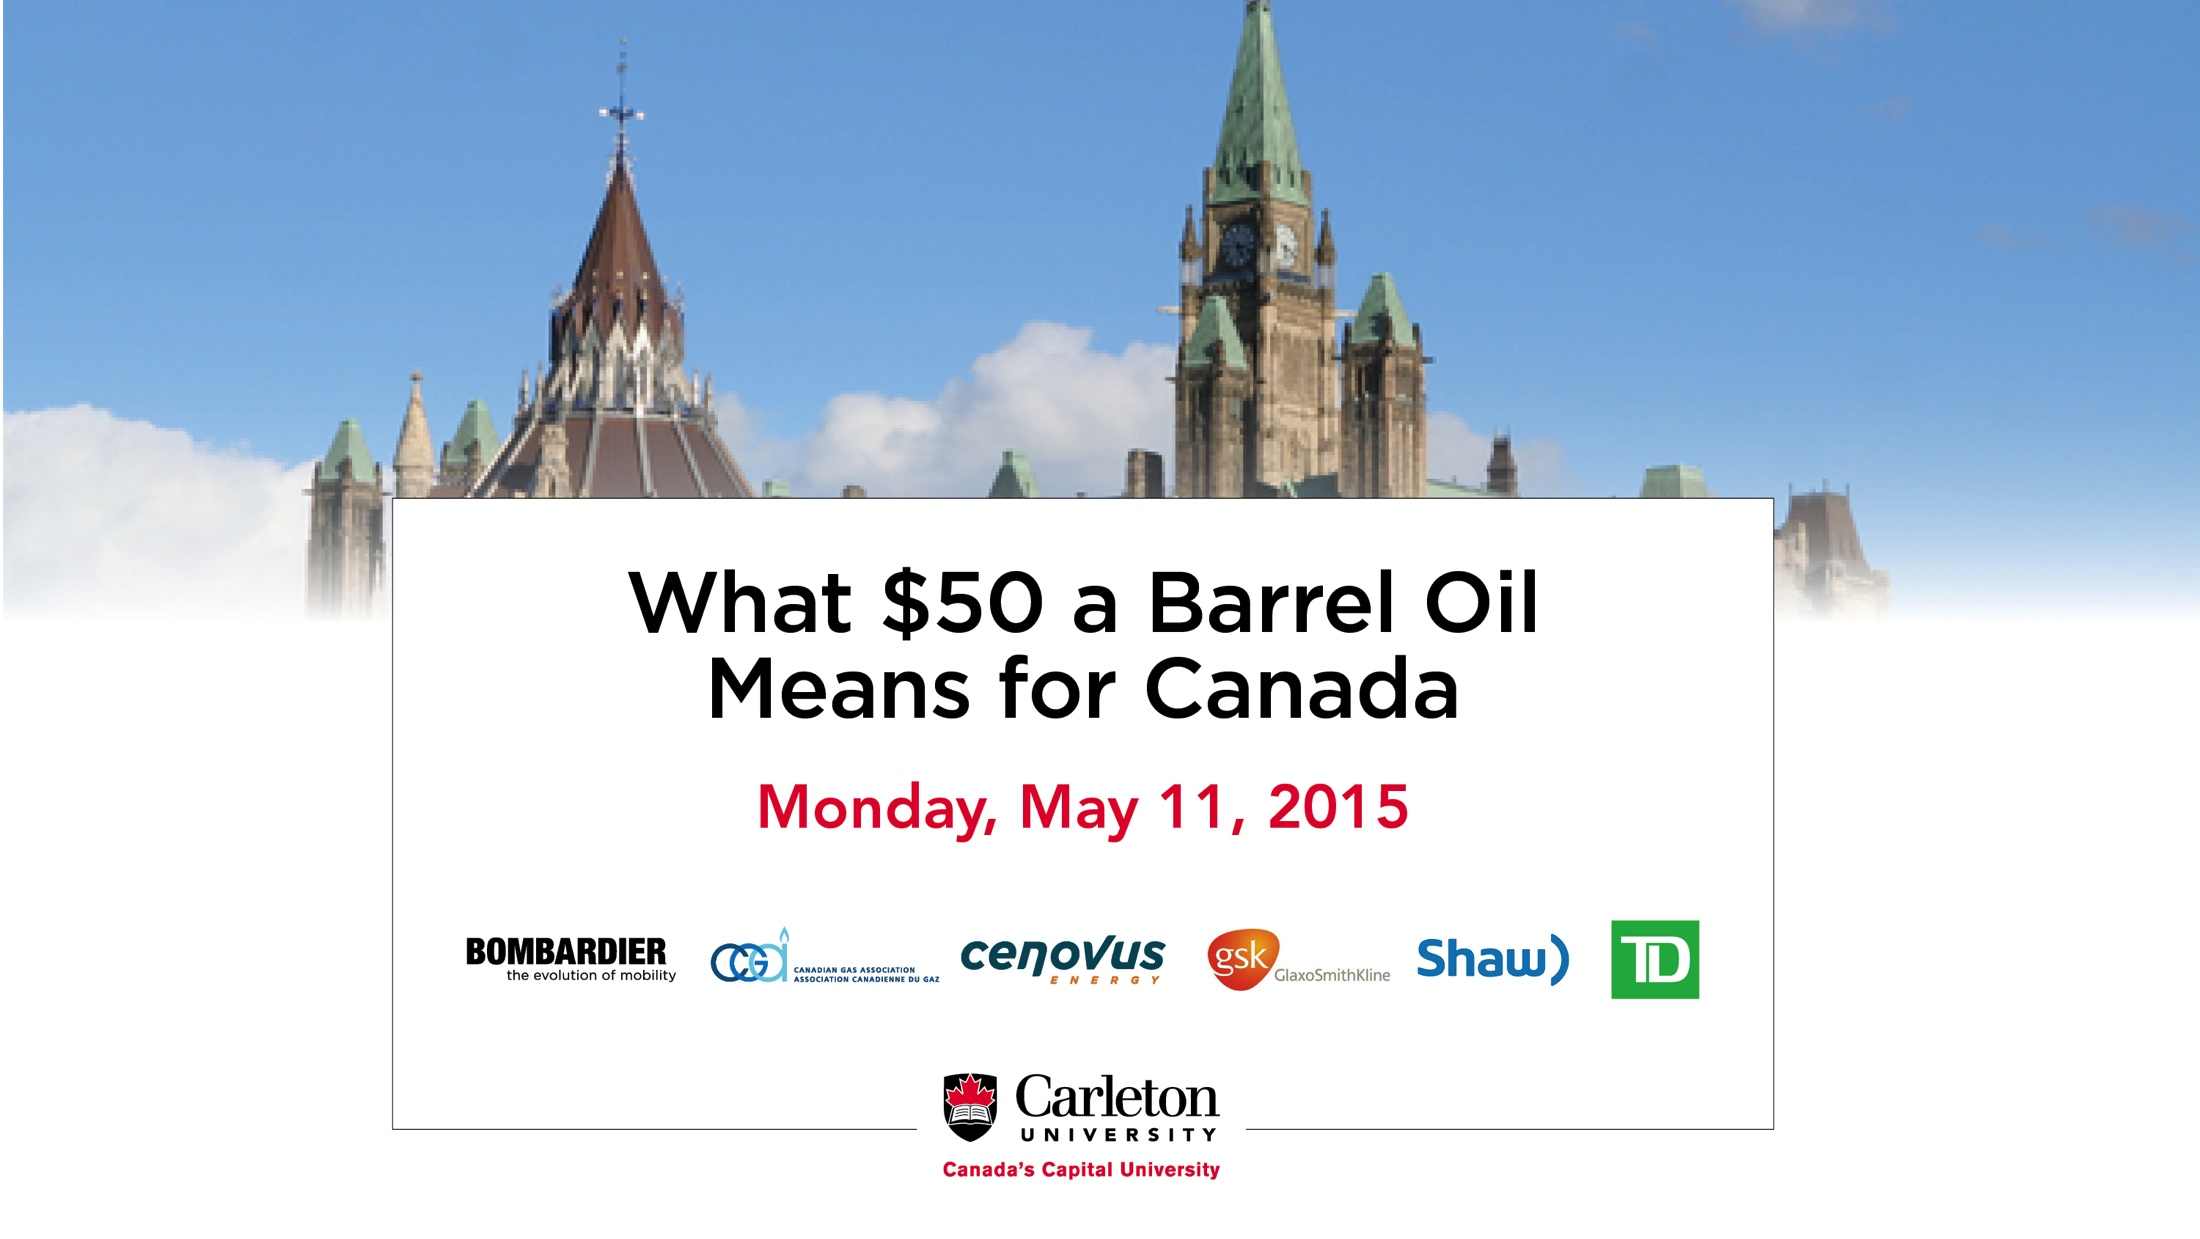 What $50 a Barrel Oil
Means for Canada
Monday, May 11, 2015
BOMBARDIER
the evolution of mobility
CGA
CANADIAN GAS ASSOCIATION
ASSOCIATION CANADIENNE DU GAZ
cenovus
ENERGY
gsk
GlaxoSmithKline
Shaw)
TD
Carleton
UNIVERSITY
Canada's Capital University